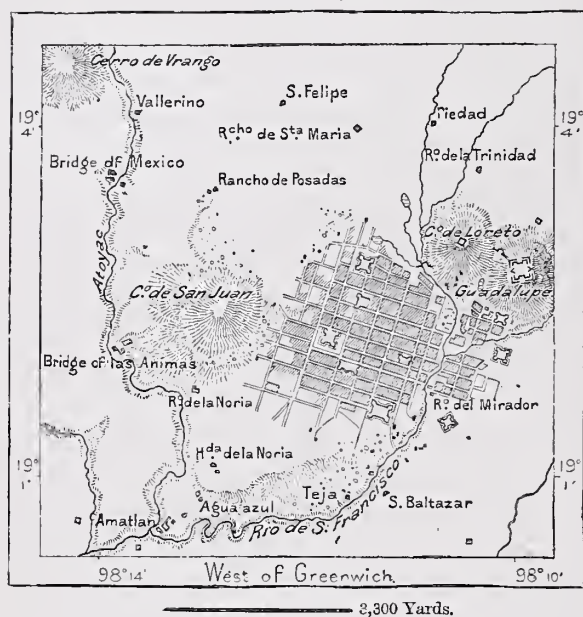 Cerro de Vrango
19° 4'
Vallerino
S. Felipe
Piedad
19° 4'
Rcho de Sta Maria
Bridge of Mexico
Ro. de la Trinidad
Rancho de Posadas
Co. de Loreto
Atoyac
Co. de San Juan
Guadalupe
Bridge of las Animas
Ro. de la Noria
Ro. del Mirador
Hda de la Noria
19° 1'
19° 1'
Teja
S. Baltazar
Agua azul
Amatlan
Rio de S. Francisco
98° 14' West of Greenwich. 98° 10'
3,300 Yards.